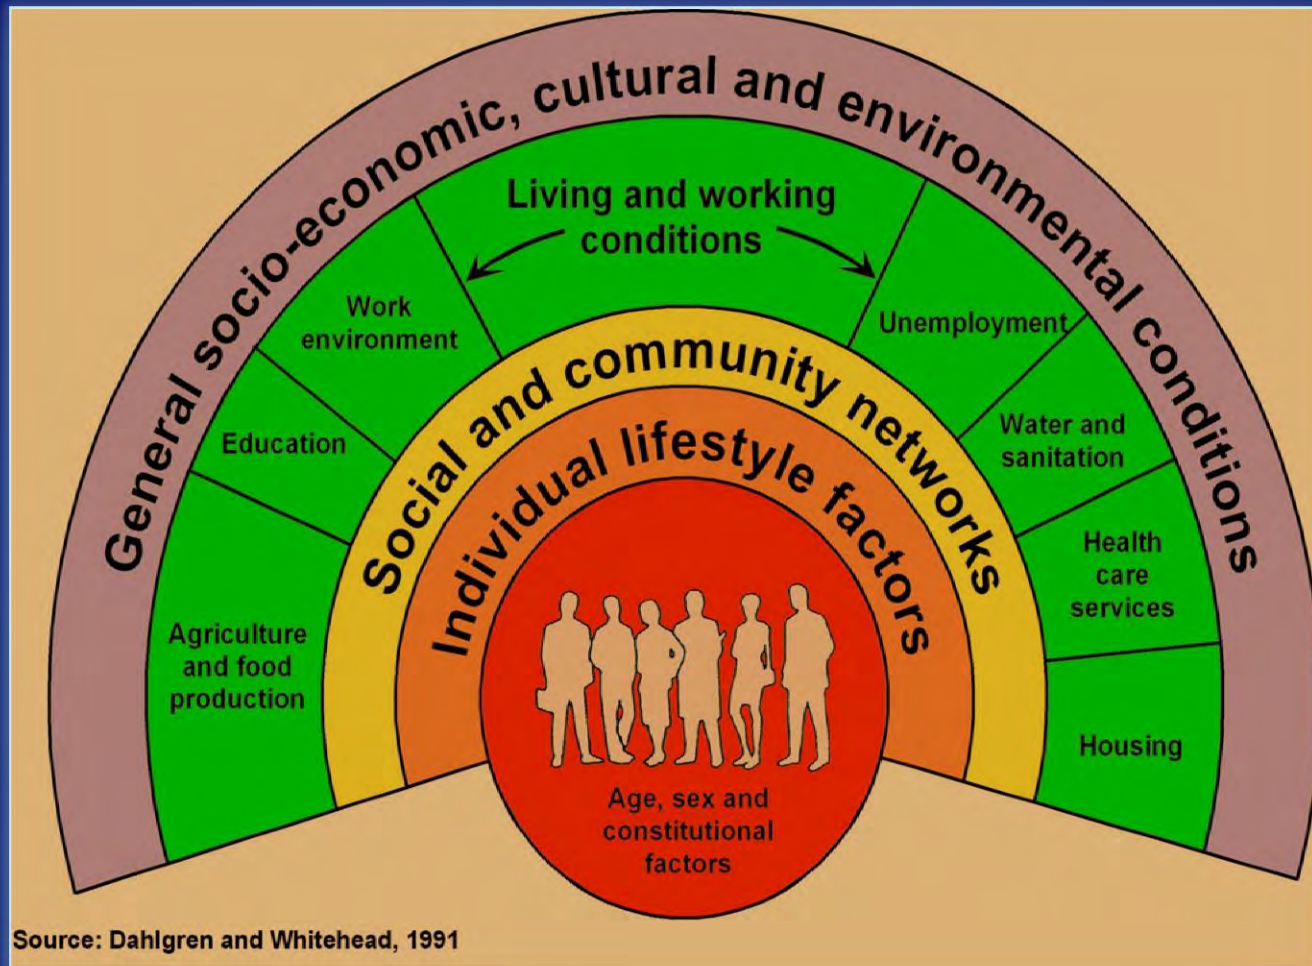 General socio-economic, cultural and environmental conditions
Living and working
conditions
Work
environment
Unemployment
Education
Water and
sanitation
Agriculture
and food
production
Health
care
services
Housing
Social and community networks
Individual lifestyle factors
Age, sex and
constitutional
factors
Source: Dahlgren and Whitehead, 1991